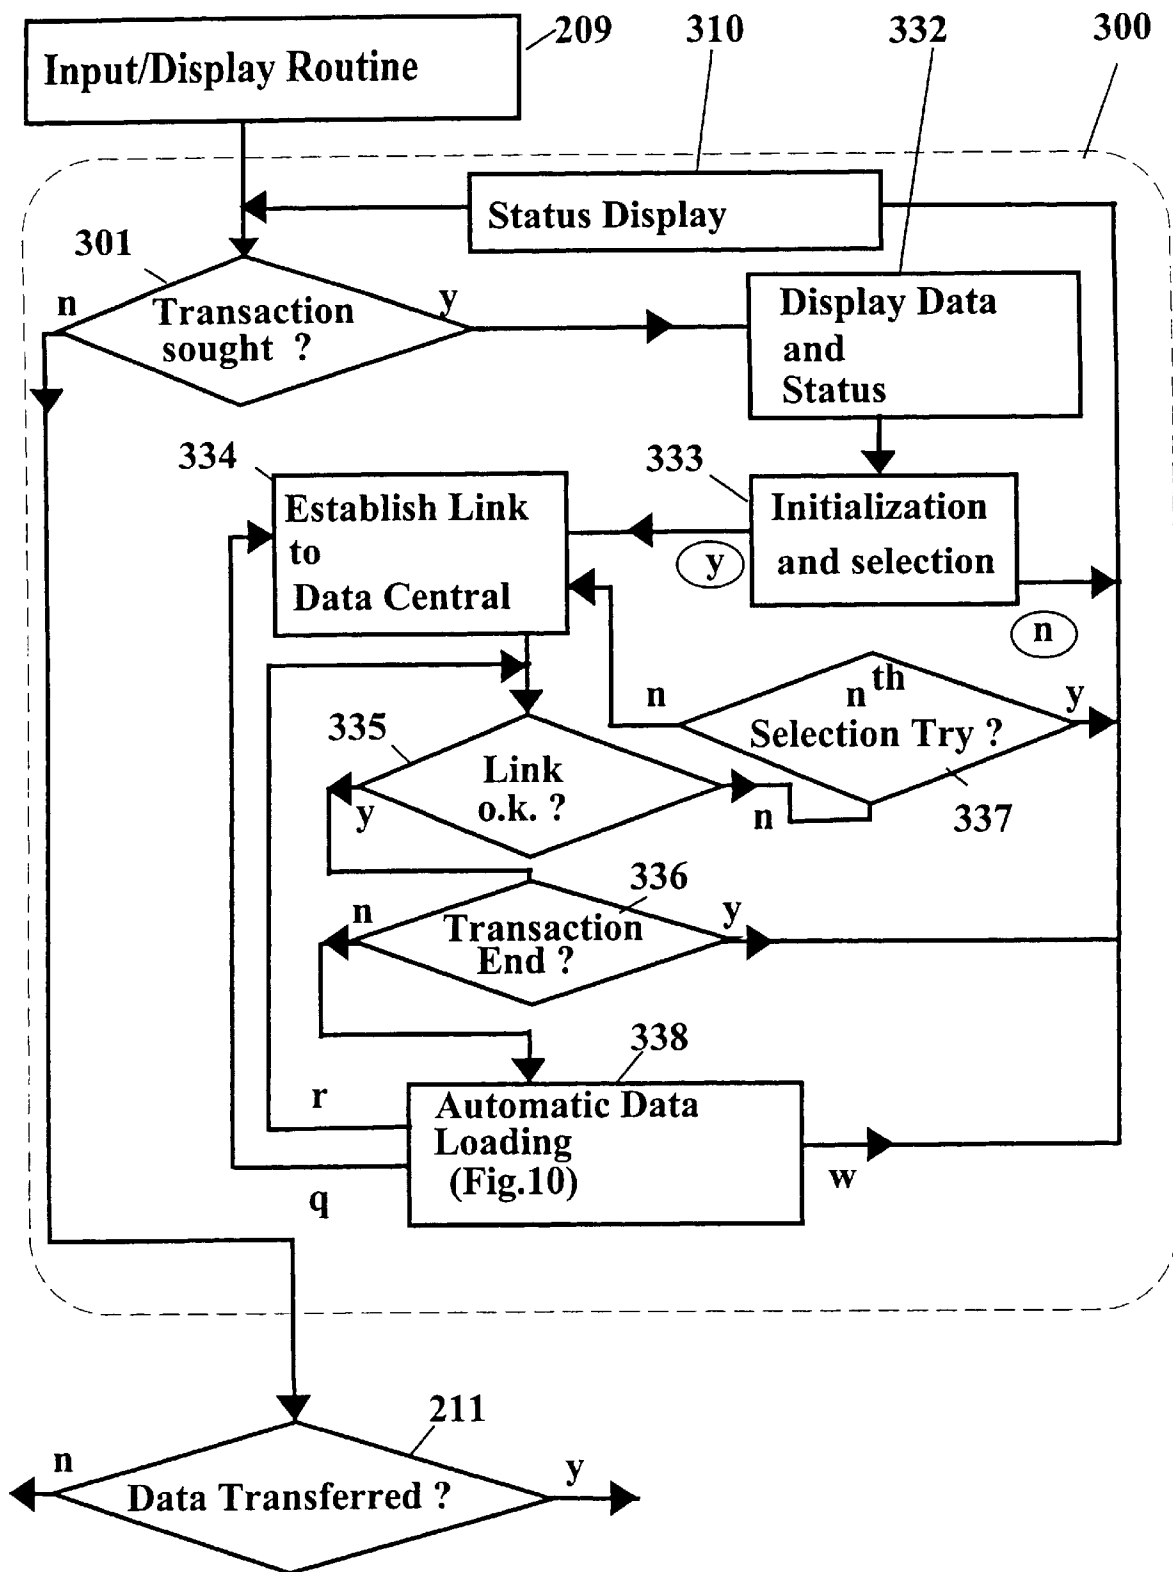 209
310
332
300
Input/Display Routine
Status Display
301
n
y
Transaction
sought ?
Display Data
and
Status
334
333
Establish Link
to
Data Central
Initialization
and selection
y
n
335
n
nth
y
Selection Try ?
Link
o.k. ?
y
n
337
336
n
y
Transaction
End ?
338
r
Automatic Data
Loading
(Fig.10)
q
w
211
n
y
Data Transferred ?